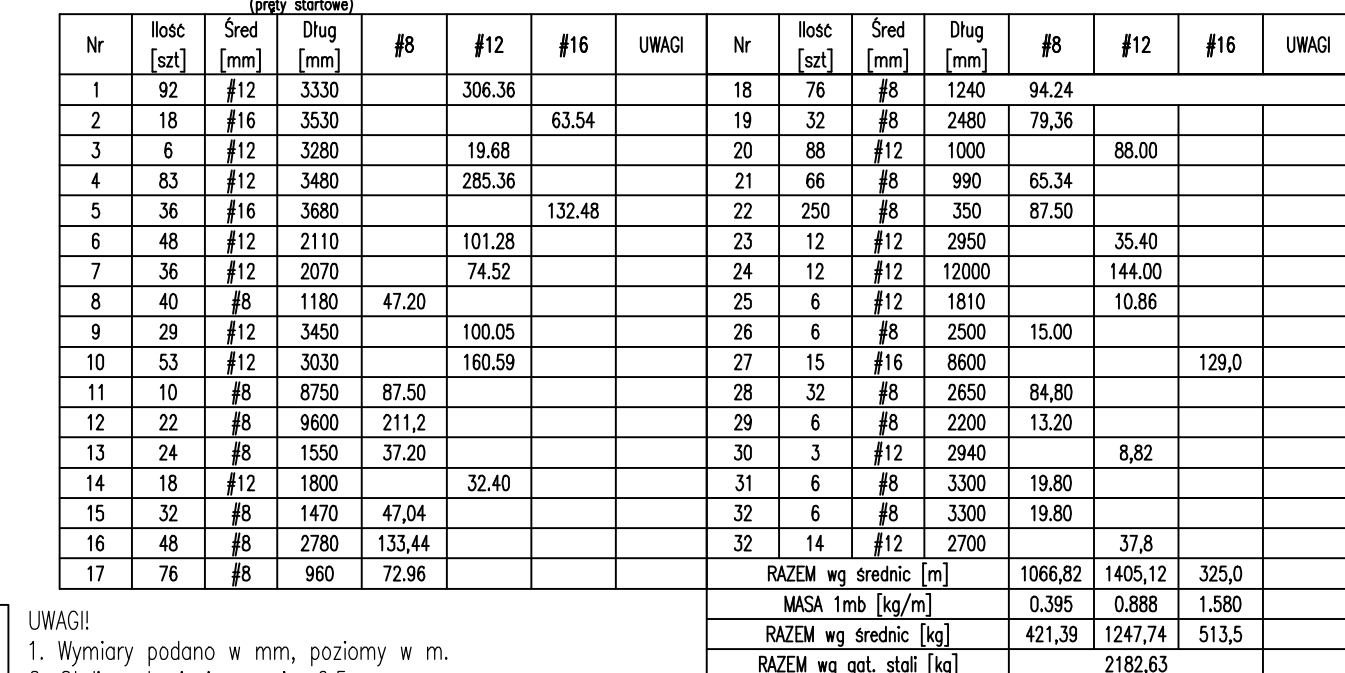 (pręty startowe)
Nr Ilość [szt] Śred [mm] Dług [mm] #8 #12 #16 UWAGI Nr Ilość [szt] Śred [mm] Dług [mm] #8 #12 #16 UWAGI
1 92 #12 3330 306.36 18 76 #8 1240 94.24
2 18 #16 3530 63.54 19 32 #8 2480 79,36
3 6 #12 3280 19.68 20 88 #12 1000 88.00
4 83 #12 3480 285.36 21 66 #8 990 65.34
5 36 #16 3680 132.48 22 250 #8 350 87.50
6 48 #12 2110 101.28 23 12 #12 2950 35.40
7 36 #12 2070 74.52 24 12 #12 12000 144.00
8 40 #8 1180 47.20 25 6 #12 1810 10.86
9 29 #12 3450 100.05 26 6 #8 2500 15.00
10 53 #12 3030 160.59 27 15 #16 8600 129,0
11 10 #8 8750 87.50 28 32 #8 2650 84,80
12 22 #8 9600 211,2 29 6 #8 2200 13.20
13 24 #8 1550 37.20 30 3 #12 2940 8,82
14 18 #12 1800 32.40 31 6 #8 3300 19.80
15 32 #8 1470 47,04 32 6 #8 3300 19.80
16 48 #8 2780 133,44 32 14 #12 2700 37,8
17 76 #8 960 72.96 RAZEM wg średnic [m] 1066,82 1405,12 325,0
MASA 1mb [kg/m] 0.395 0.888 1.580
RAZEM wg średnic [kg] 421,39 1247,74 513,5
RAZEM wg gat. stali [kg] 2182,63
UWAGI!
1. Wymiary podano w mm, poziomy w m.